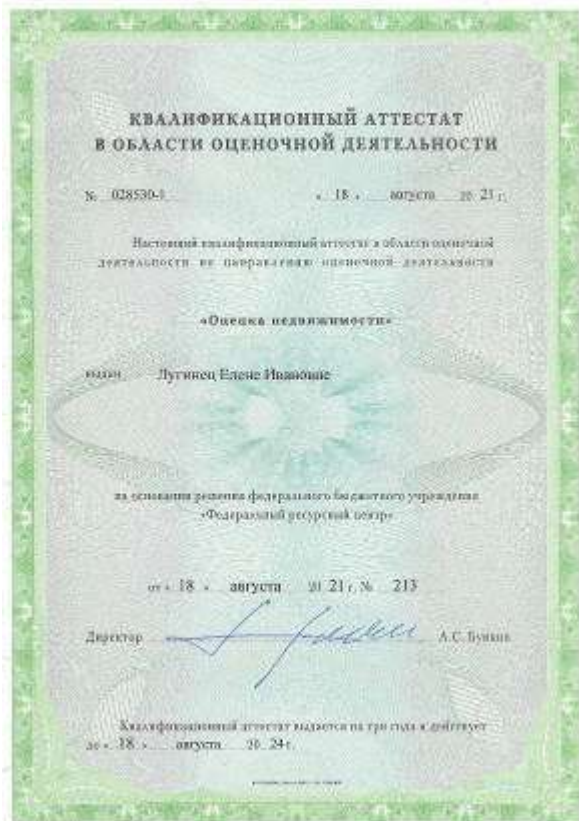 КВАЛИФИКАЦИОННЫЙ АТТЕСТАТ
В ОБЛАСТИ ОЦЕНОЧНОЙ ДЕЯТЕЛЬНОСТИ
№ 028530-1 « 18 » августа 20 21 г.
Настоящий квалификационный аттестат в области оценочной
деятельности по направлению оценочной деятельности
«Оценка недвижимости»
выдан Лугинец Елене Ивановне
на основании решения федерального бюджетного учреждения
«Федеральный ресурсный центр»
от « 18 » августа 20 21 г. № 213
Директор А.С. Бунков
Квалификационный аттестат выдается на три года и действует
до « 18 » августа 20 24 г.